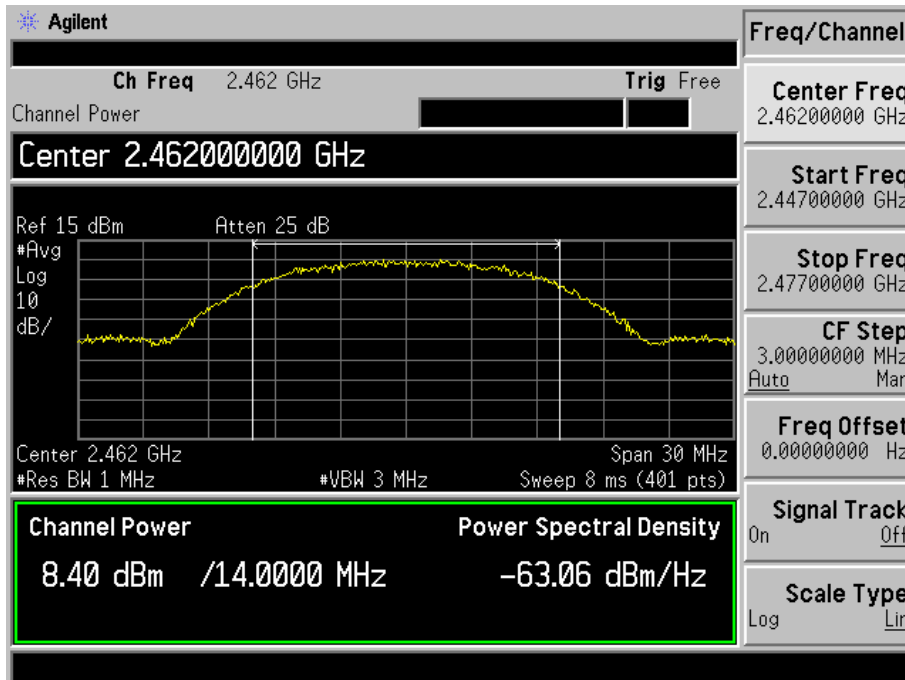 Agilent
Ch Freq 2.462 GHz Trig Free
Channel Power
Center 2.462000000 GHz
Ref 15 dBm Atten 25 dB
#Avg
Log
10
dB/
Center 2.462 GHz Span 30 MHz
#Res BW 1 MHz #VBW 3 MHz Sweep 8 ms (401 pts)
Channel Power Power Spectral Density
8.40 dBm /14.0000 MHz -63.06 dBm/Hz
Freq/Channel
Center Freq
2.46200000 GHz
Start Freq
2.44700000 GHz
Stop Freq
2.47700000 GHz
CF Step
3.00000000 MHz
Auto Man
Freq Offset
0.00000000 Hz
Signal Track
On Off
Scale Type
Log Lin